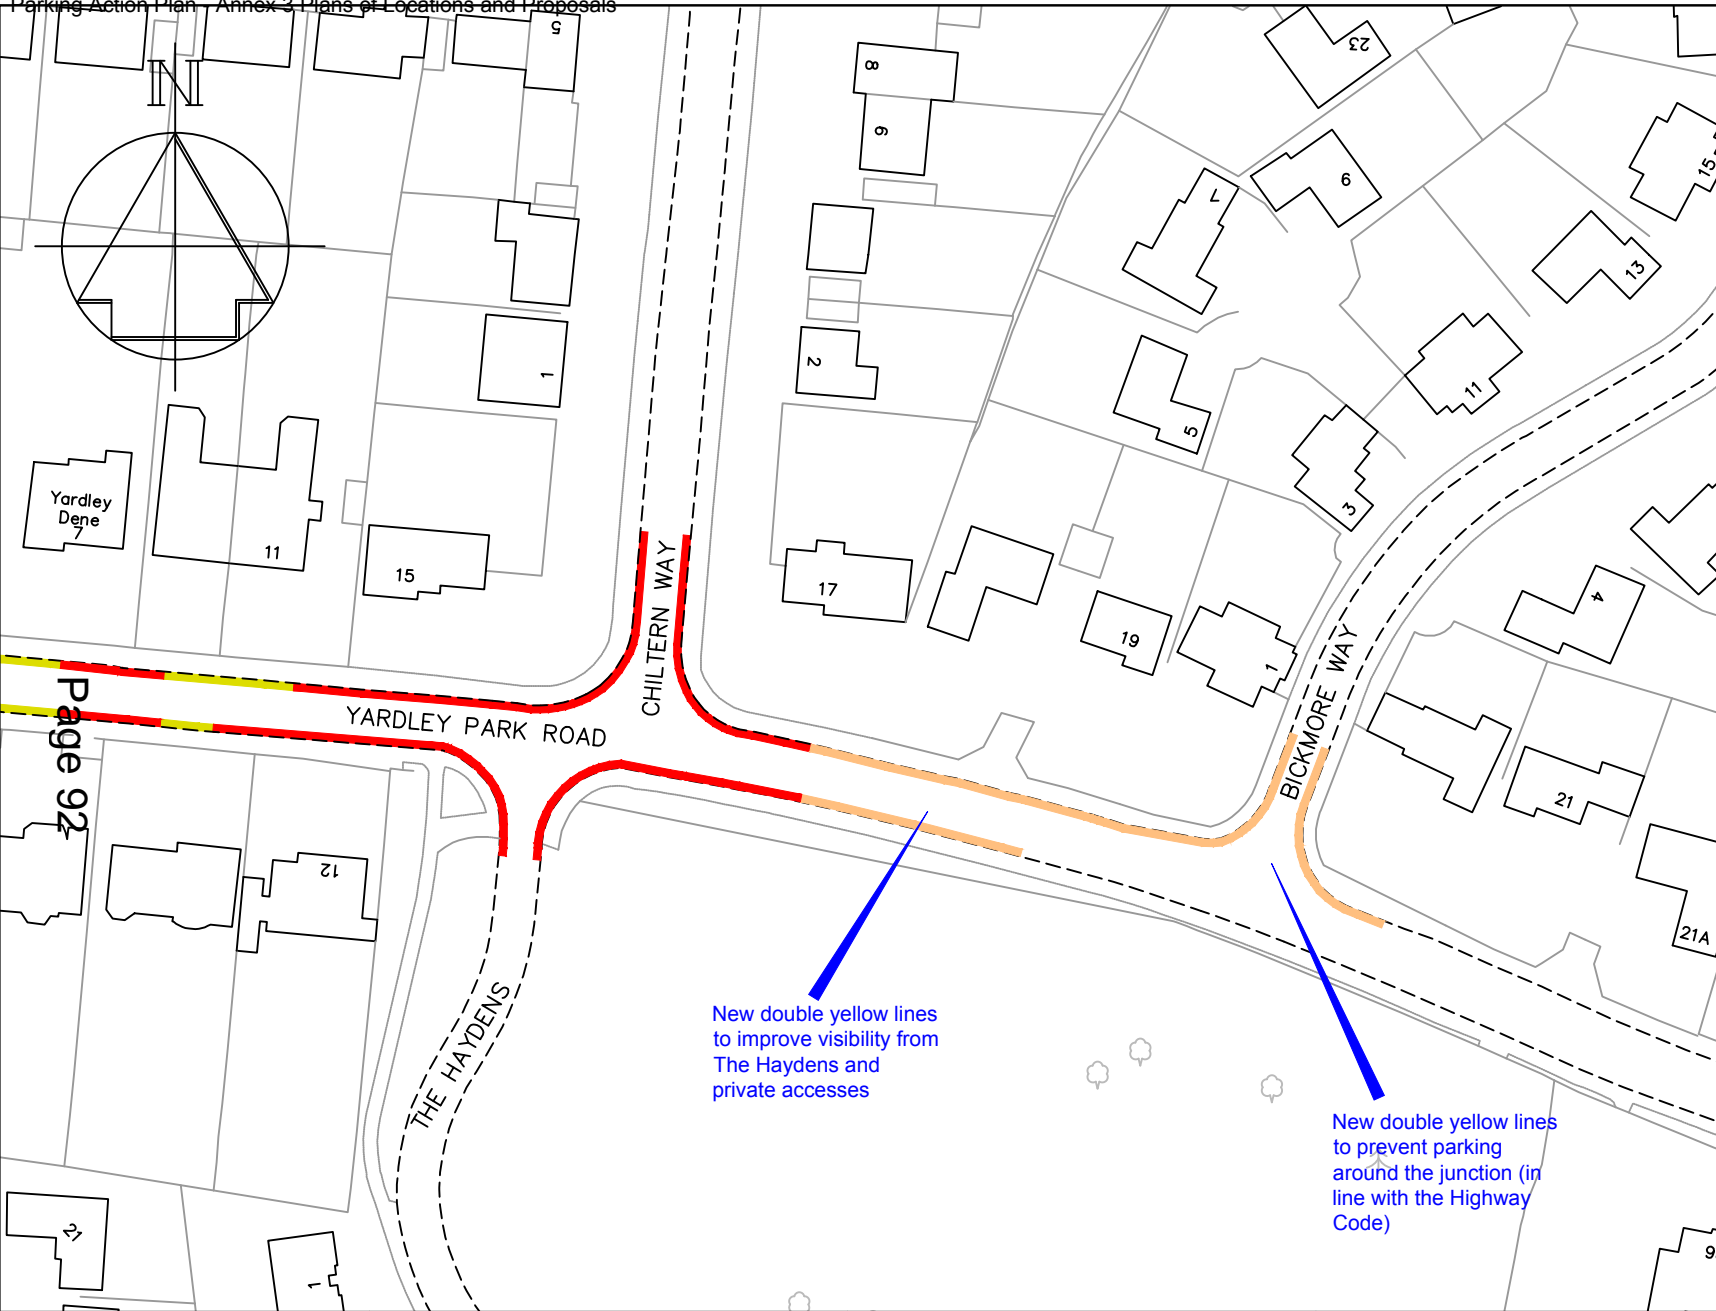 Parking Action Plan - Annex 3 Plans of Locations and Proposals
N
5
8
6
23
9
7
15
13
11
5
3
1
2
Yardley
Dene
7
11
15
17
19
1
4
21
21A
CHILTERN WAY
YARDLEY PARK ROAD
BICKMORE WAY
THE HAYDENS
Page 92
12
21
1
New double yellow lines
to improve visibility from
The Haydens and
private accesses
New double yellow lines
to prevent parking
around the junction (in
line with the Highway
Code)